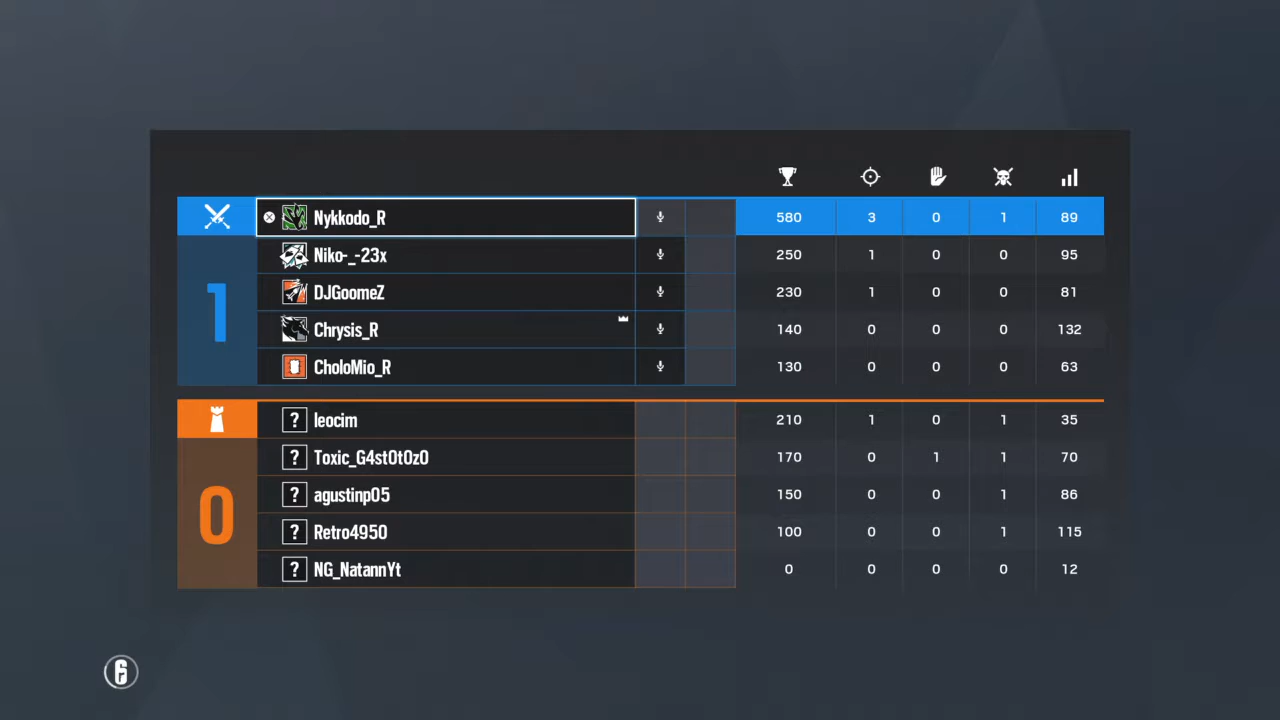 Nykkodo_R 580 3 0 1 89
Niko-_-23x 250 1 0 0 95
1
DJGoomeZ 230 1 0 0 81
Chrysis_R 140 0 0 0 132
CholoMio_R 130 0 0 0 63
? leocim 210 1 0 1 35
? Toxic_G4st0t0z0 170 0 1 1 70
? agustinp05 150 0 0 1 86
0
? Retro4950 100 0 0 1 115
? NG_NatannYt 0 0 0 0 12
6